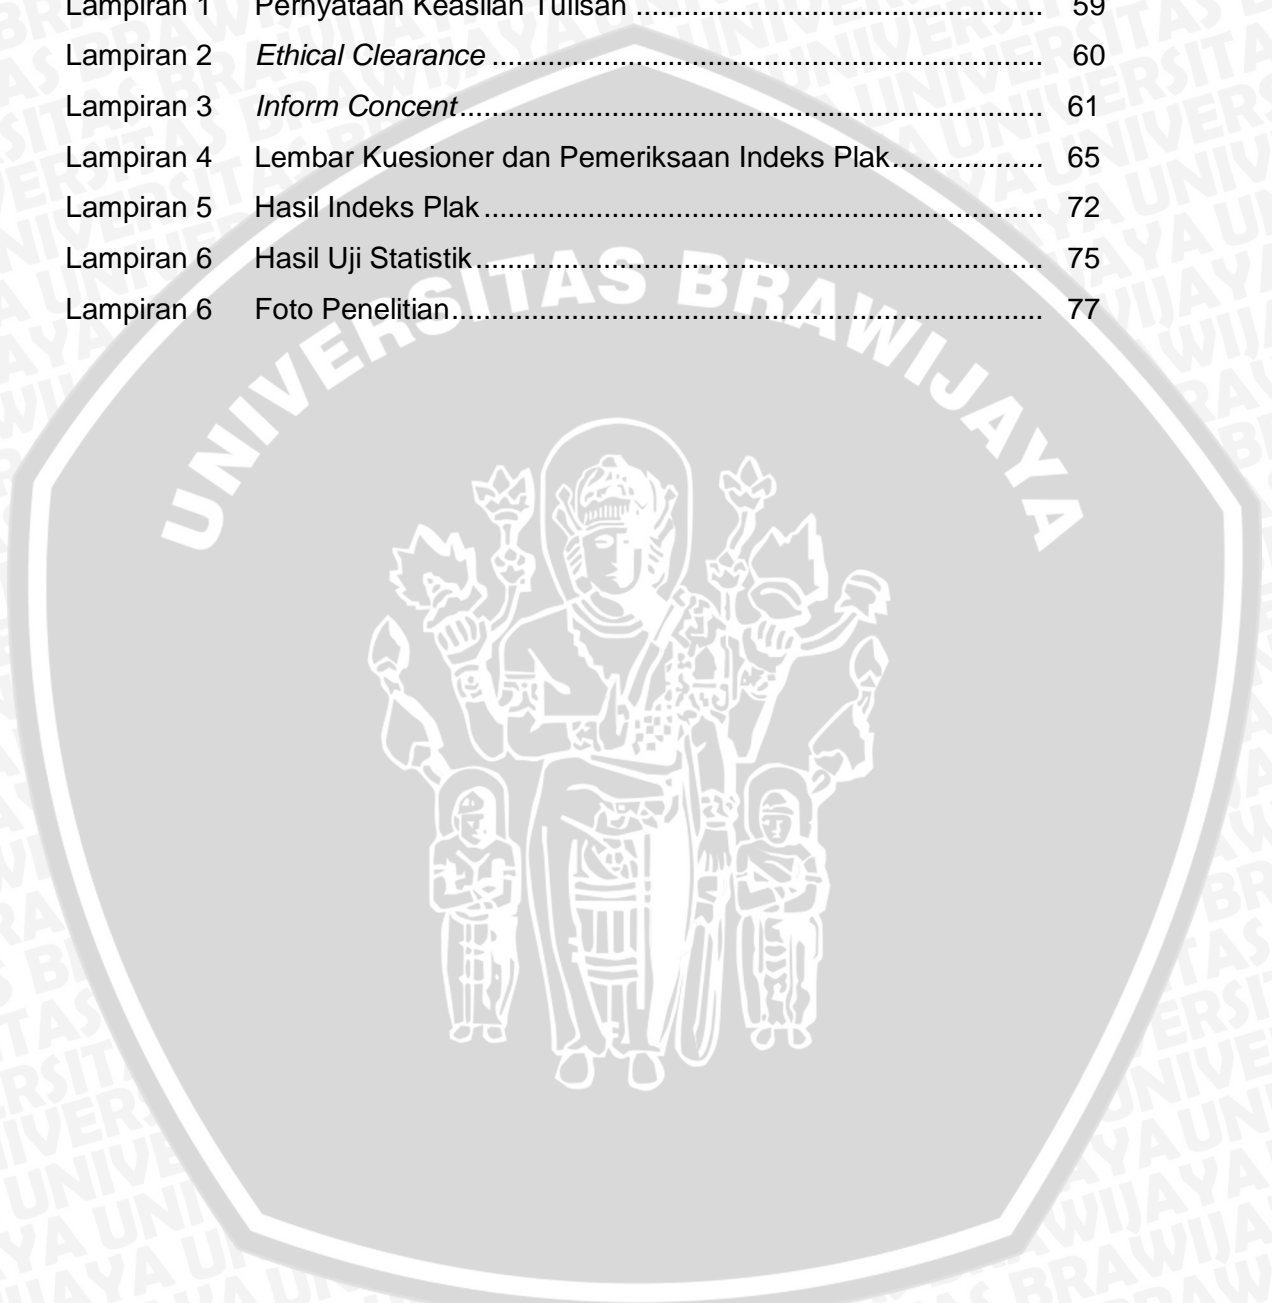 Lampiran 1 Pernyataan Keaslian Tulisan ................................................... 59
Lampiran 2 Ethical Clearance ..................................................................... 60
Lampiran 3 Inform Concent......................................................................... 61
Lampiran 4 Lembar Kuesioner dan Pemeriksaan Indeks Plak................... 65
Lampiran 5 Hasil Indeks Plak ...................................................................... 72
Lampiran 6 Hasil Uji Statistik ....................................................................... 75
Lampiran 6 Foto Penelitian.......................................................................... 77
UNIVERSITAS BRAWIJAYA